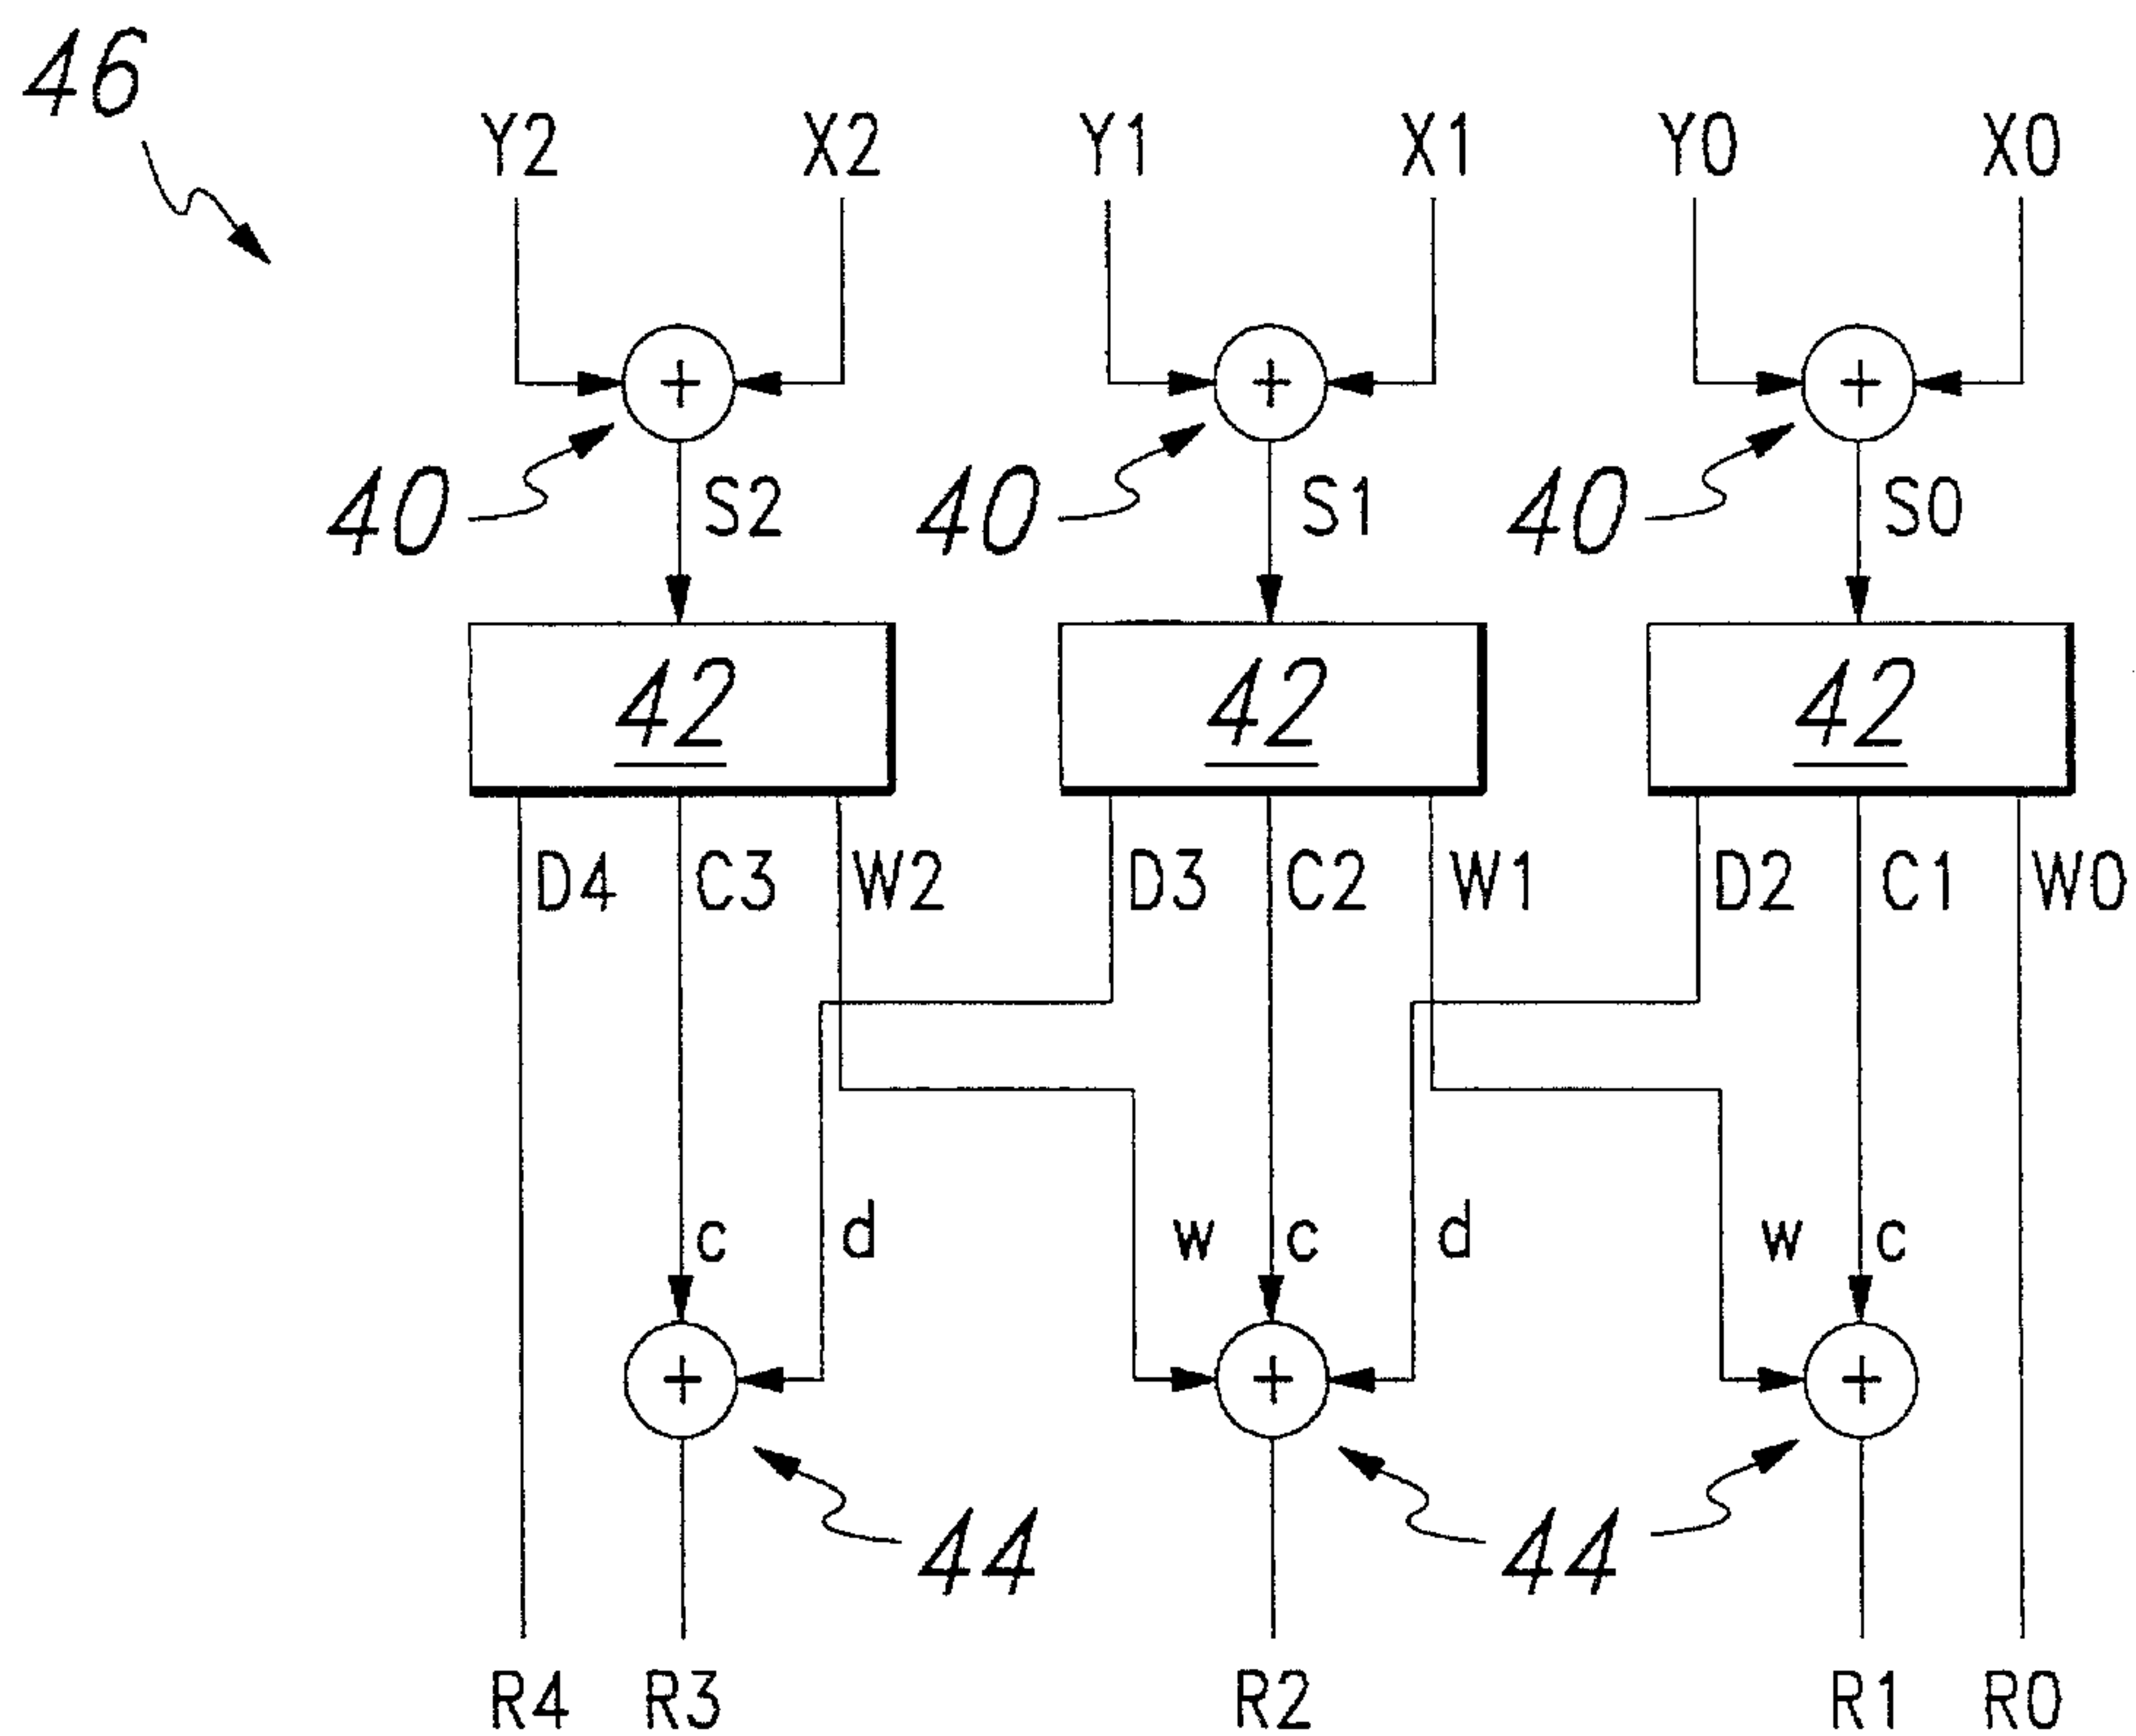 46
Y2 X2 Y1 X1 Y0 X0
+ + +
40 S2 40 S1 40 S0
42 42 42
D4 C3 W2 D3 C2 W1 D2 C1 W0
c d w c d w c
+ + +
44 44
R4 R3 R2 R1 R0